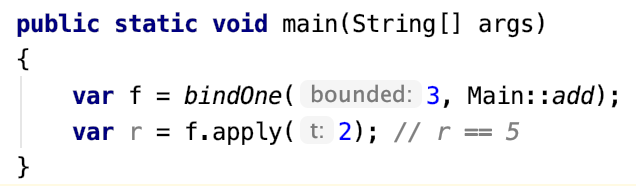 public static void main(String[] args)
{
var f = bindOne( bounded: 3, Main::add);
var r = f.apply( t: 2); // r == 5
}